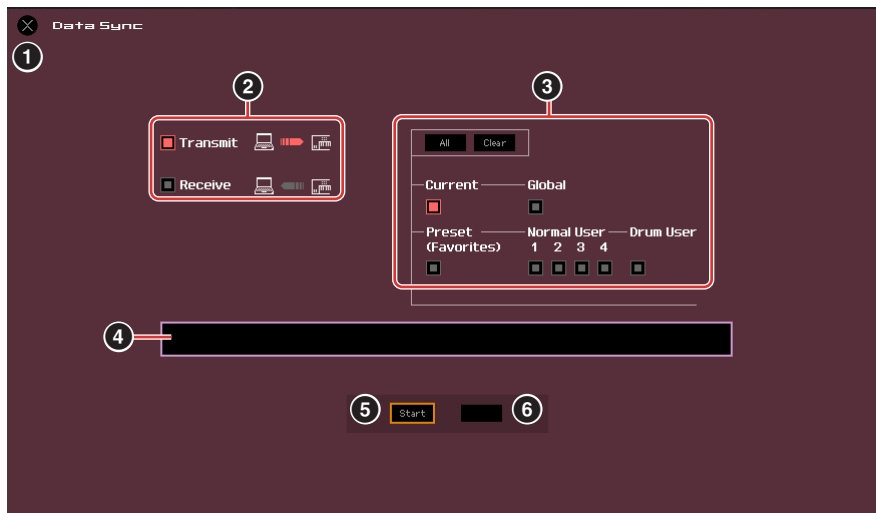 Data Sync
1
2
3
Transmit
Receive
All Clear
Current Global
Preset Normal User Drum User
(Favorites) 1 2 3 4
4
5 Start 6